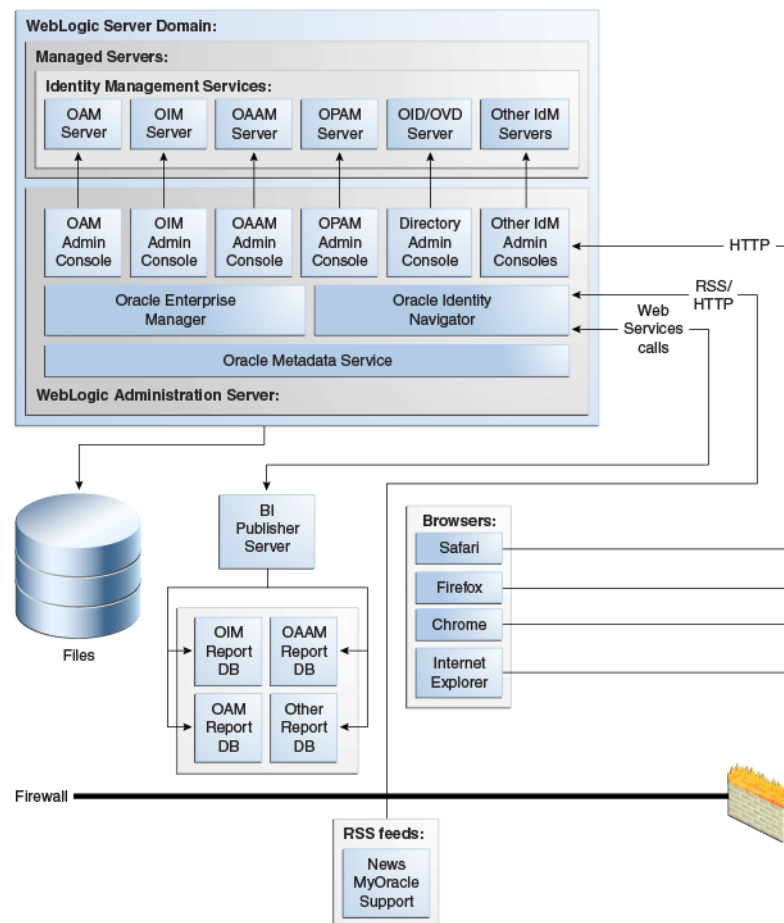 WebLogic Server Domain:
Managed Servers:
Identity Management Services:
OAM
Server
OIM
Server
OAAM
Server
OPAM
Server
OID/OVD
Server
Other IdM
Servers
OAM
Admin
Console
OIM
Admin
Console
OAAM
Admin
Console
OPAM
Admin
Console
Directory
Admin
Console
Other IdM
Admin
Consoles
HTTP
Oracle Enterprise
Manager
Oracle Identity
Navigator
RSS/
HTTP
Web
Services
calls
Oracle Metadata Service
WebLogic Administration Server:
Files
BI
Publisher
Server
OIM
Report
DB
OAAM
Report
DB
OAM
Report
DB
Other
Report
DB
Browsers:
Safari
Firefox
Chrome
Internet
Explorer
Firewall
RSS feeds:
News
MyOracle
Support